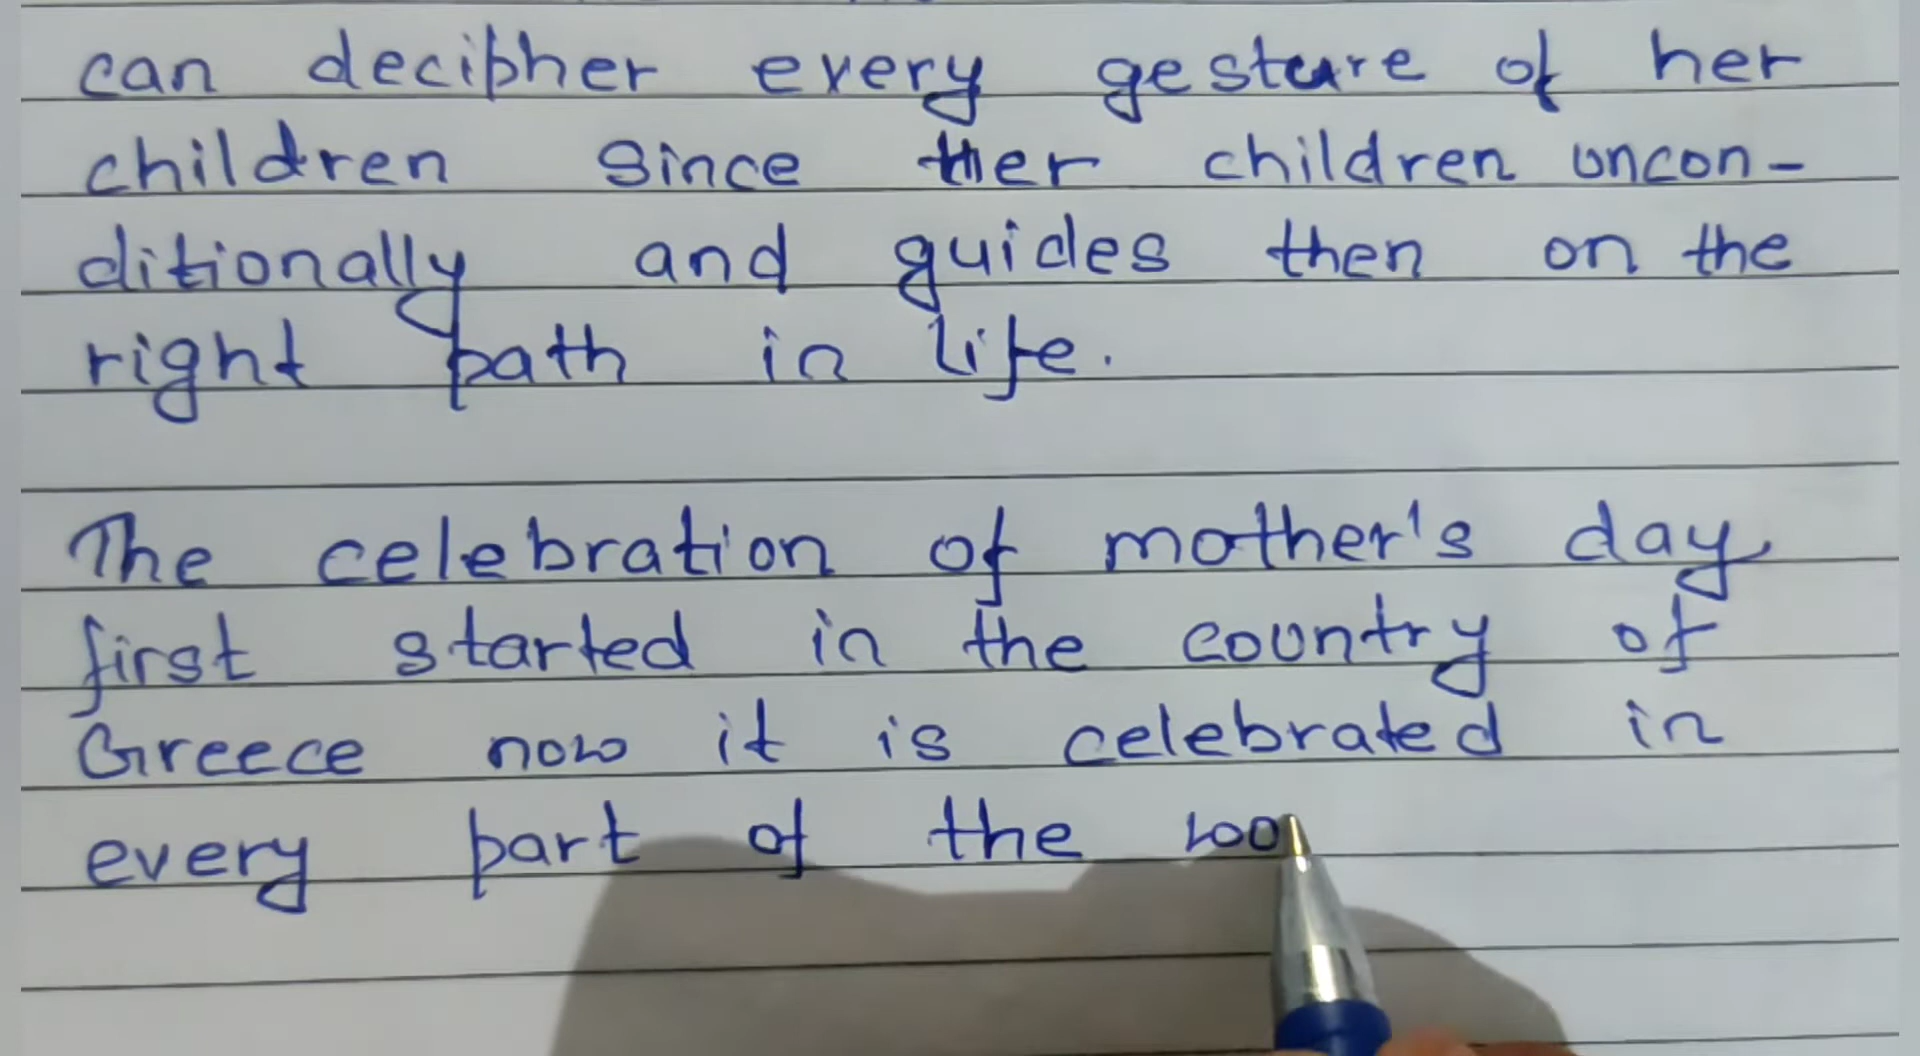 can decipher every gesture of her
children since her children uncon-
ditionally and guides then on the
right path in life.
The celebration of mother's day
first started in the country of
Greece now it is celebrated in
every part of the wo